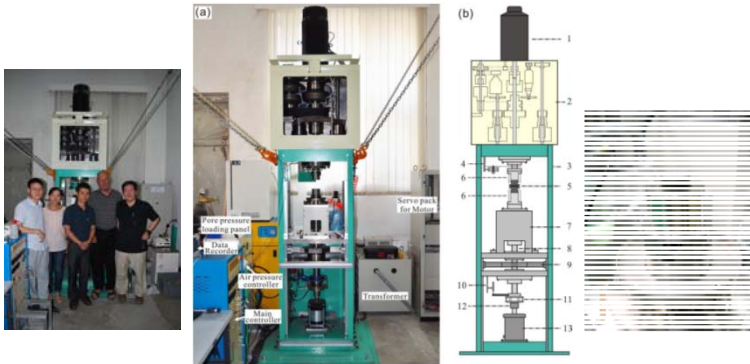 (a)
Pore pressure
loading panel
Data
Recorder
Air pressure
controller
Main
controller
Servo pack
for Motor
Transformer
(b)
1
2
4
3
6
5
6
7
8
9
10
11
12
13